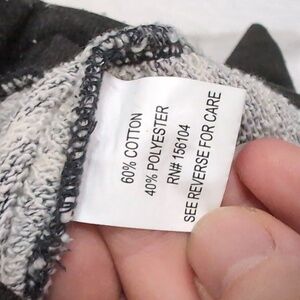 60% COTTON
40% POLYESTER
RN# 156104
SEE REVERSE FOR CARE